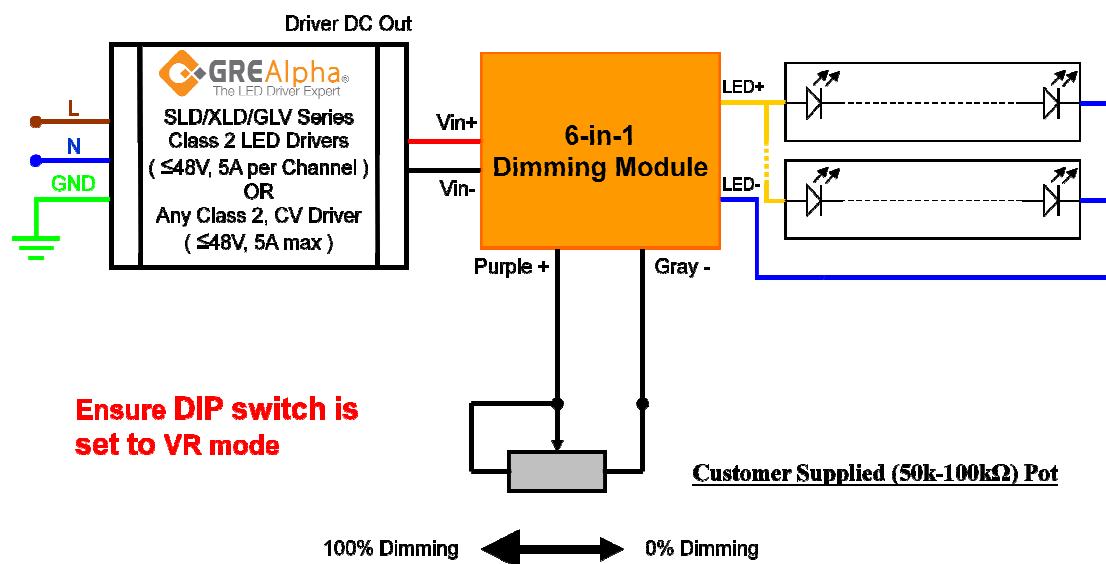 Driver DC Out
GREAlpha®
The LED Driver Expert
L
N
GND
SLD/XLD/GLV Series
Class 2 LED Drivers
( ≤48V, 5A per Channel )
OR
Any Class 2, CV Driver
( ≤48V, 5A max )
Vin+
Vin-
6-in-1
Dimming Module
LED+
LED-
Purple +
Gray -
Ensure DIP switch is
set to VR mode
Customer Supplied (50k-100kΩ) Pot
100% Dimming
0% Dimming